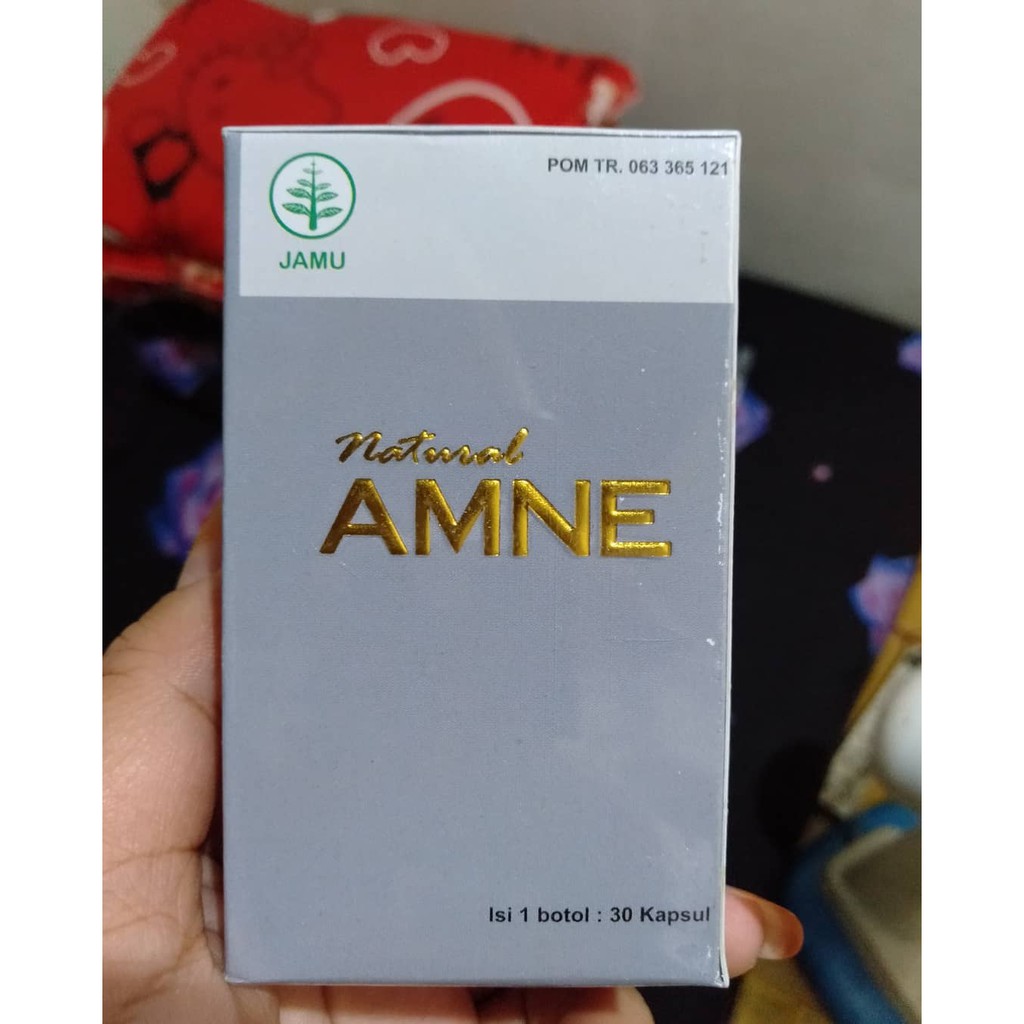 POM TR. 063 365 121
JAMU
Natural
AMNE
Isi 1 botol : 30 Kapsul